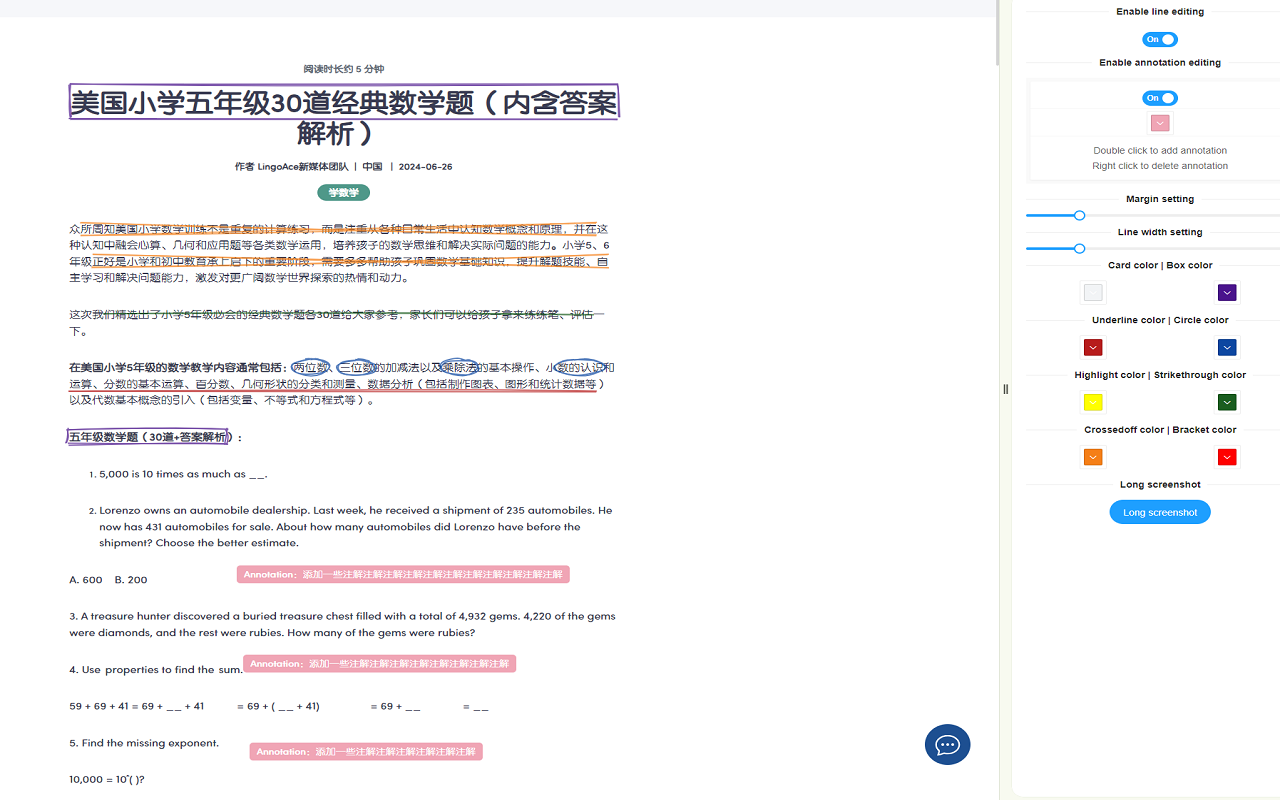 阅读时长约 5 分钟
美国小学五年级30道经典数学题（内含答案
解析）
作者 LingoAce新媒体团队 | 中国 | 2024-06-26
学数学
众所周知美国小学数学训练不是重复的计算练习，而是注重从各种日常生活中认知数学概念和原理，并在这
种认知中融会心算、几何和应用题等各类数学运用，培养孩子的数学思维和解决实际问题的能力。小学5、6
年级正好是小学和初中教育承上启下的重要阶段，需要多多帮助孩子巩固数学基础知识，提升解题技能、自
主学习和解决问题能力，激发对更广阔数学世界探索的热情和动力。
这次我们精选出了小学5年级必会的经典数学题各30道给大家参考，家长们可以给孩子拿来练练笔、评估一
下。
在美国小学5年级的数学教学内容通常包括：两位数、三位数的加减法以及乘除法的基本操作、小数的认识和
运算、分数的基本运算、百分数、几何形状的分类和测量、数据分析（包括制作图表、图形和统计数据等）
以及代数基本概念的引入（包括变量、不等式和方程式等）。
五年级数学题（30道+答案解析）：
1. 5,000 is 10 times as much as __.
2. Lorenzo owns an automobile dealership. Last week, he received a shipment of 235 automobiles. He
now has 431 automobiles for sale. About how many automobiles did Lorenzo have before the
shipment? Choose the better estimate.
A. 600 B. 200
Annotation：添加一些注解注解注解注解注解注解注解注解注解注解注解注解
3. A treasure hunter discovered a buried treasure chest filled with a total of 4,932 gems. 4,220 of the gems
were diamonds, and the rest were rubies. How many of the gems were rubies?
4. Use properties to find the sum.
Annotation：添加一些注解注解注解注解注解注解注解注解注解
59 + 69 + 41 = 69 + __ + 41 = 69 + ( __ + 41) = 69 + __ = __
5. Find the missing exponent.
Annotation：添加一些注解注解注解注解注解注解注解
10,000 = 10^( )?
Enable line editing
On
Enable annotation editing
On
Double click to add annotation
Right click to delete annotation
Margin setting
Line width setting
Card color | Box color
Underline color | Circle color
Highlight color | Strikethrough color
Crossedoff color | Bracket color
Long screenshot
Long screenshot